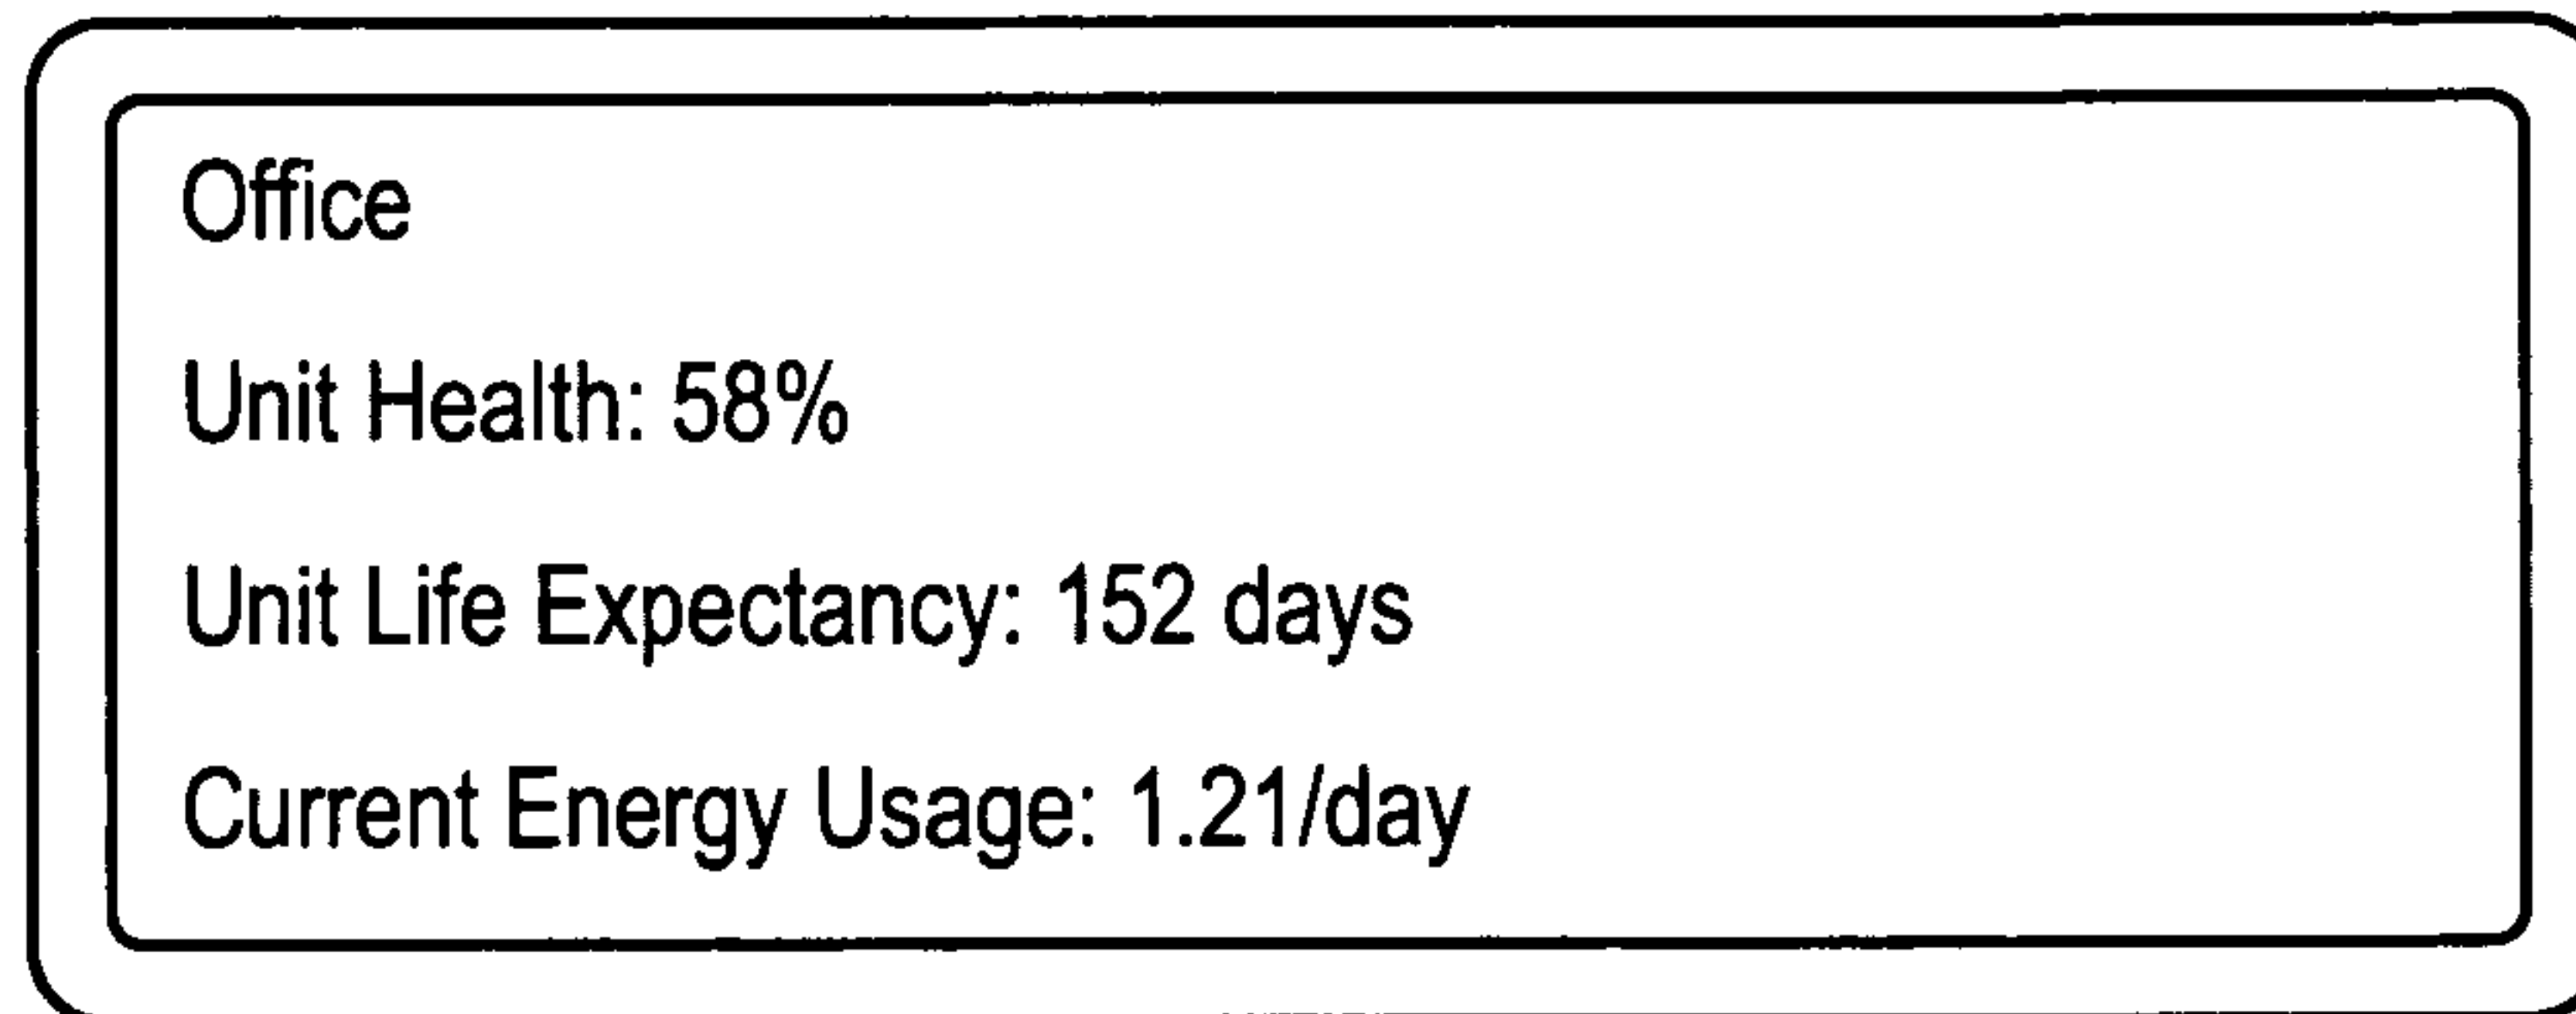 Office
Unit Health: 58%
Unit Life Expectancy: 152 days
Current Energy Usage: 1.21/day